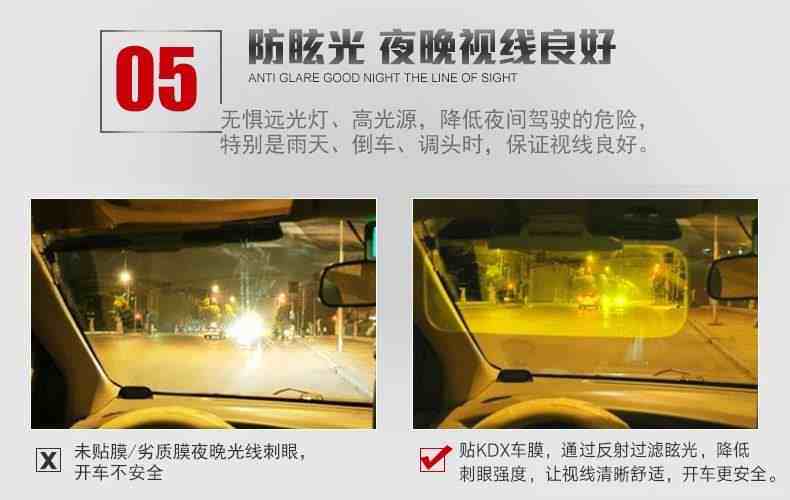 05
防眩光 夜晚视线良好
ANTI GLARE GOOD NIGHT THE LINE OF SIGHT
无惧远光灯、高光源，降低夜间驾驶的危险，
特别是雨天、倒车、调头时，保证视线良好。
未贴膜/劣质膜夜晚光线刺眼，
开车不安全
贴KDX车膜，通过反射过滤眩光，降低
刺眼强度，让视线清晰舒适，开车更安全。